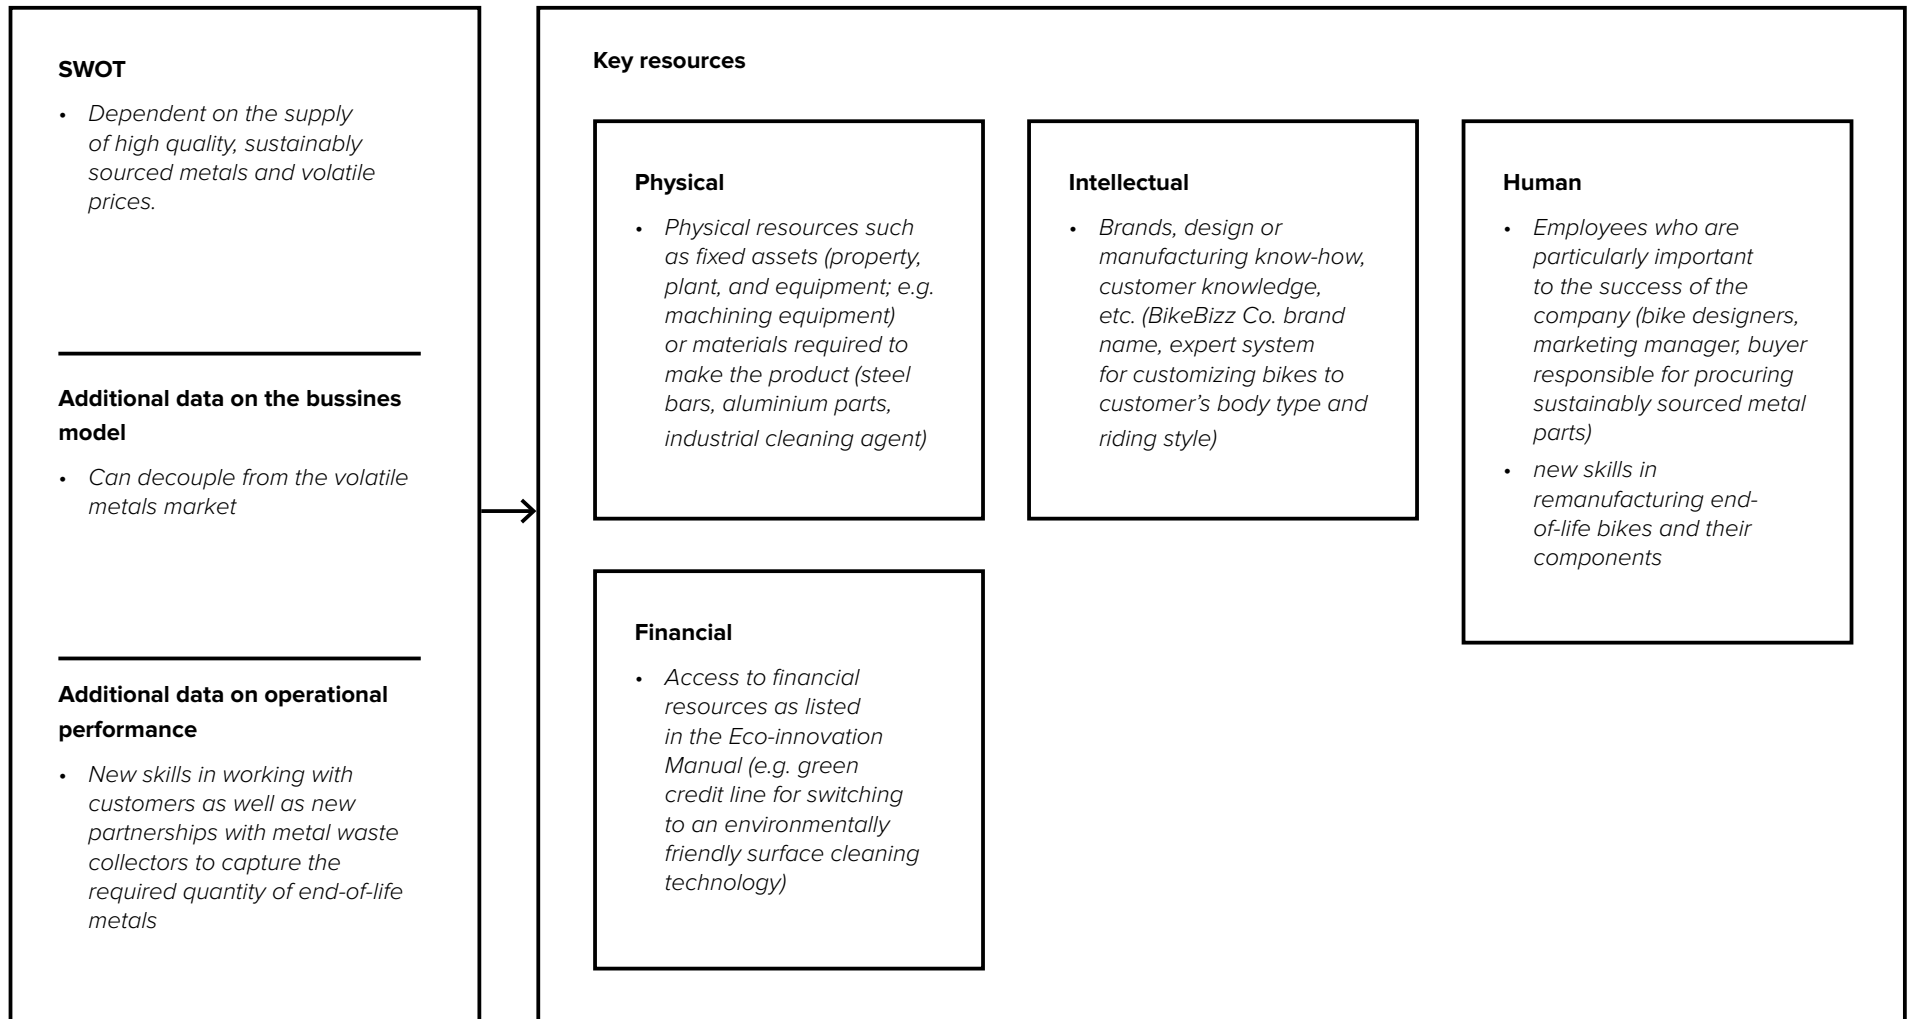 SWOT
• Dependent on the supply
of high quality, sustainably
sourced metals and volatile
prices.
Additional data on the bussines
model
• Can decouple from the volatile
metals market
Additional data on operational
performance
• New skills in working with
customers as well as new
partnerships with metal waste
collectors to capture the
required quantity of end-of-life
metals
Key resources
Physical
• Physical resources such
as fixed assets (property,
plant, and equipment; e.g.
machining equipment)
or materials required to
make the product (steel
bars, aluminium parts,
industrial cleaning agent)
Intellectual
• Brands, design or
manufacturing know-how,
customer knowledge,
etc. (BikeBizz Co. brand
name, expert system
for customizing bikes to
customer’s body type and
riding style)
Human
• Employees who are
particularly important
to the success of the
company (bike designers,
marketing manager, buyer
responsible for procuring
sustainably sourced metal
parts)
• new skills in
remanufacturing end-
of-life bikes and their
components
Financial
• Access to financial
resources as listed
in the Eco-innovation
Manual (e.g. green
credit line for switching
to an environmentally
friendly surface cleaning
technology)